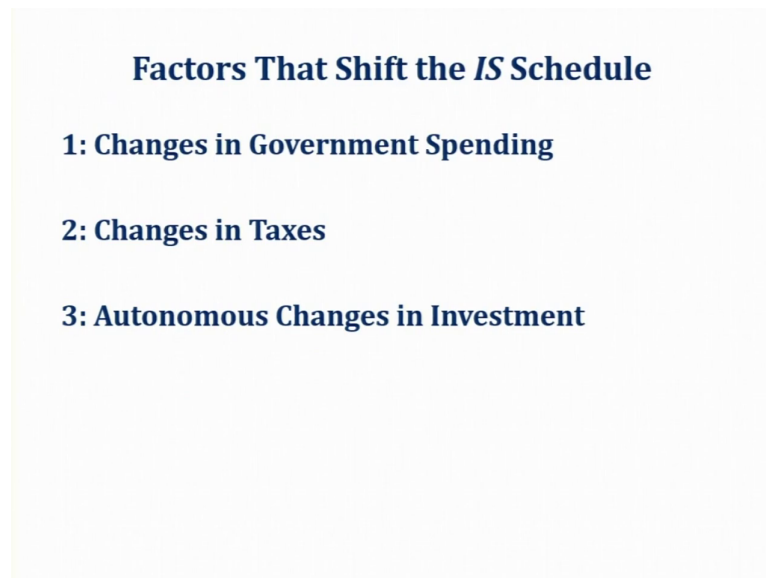 Factors That Shift the IS Schedule
1: Changes in Government Spending
2: Changes in Taxes
3: Autonomous Changes in Investment